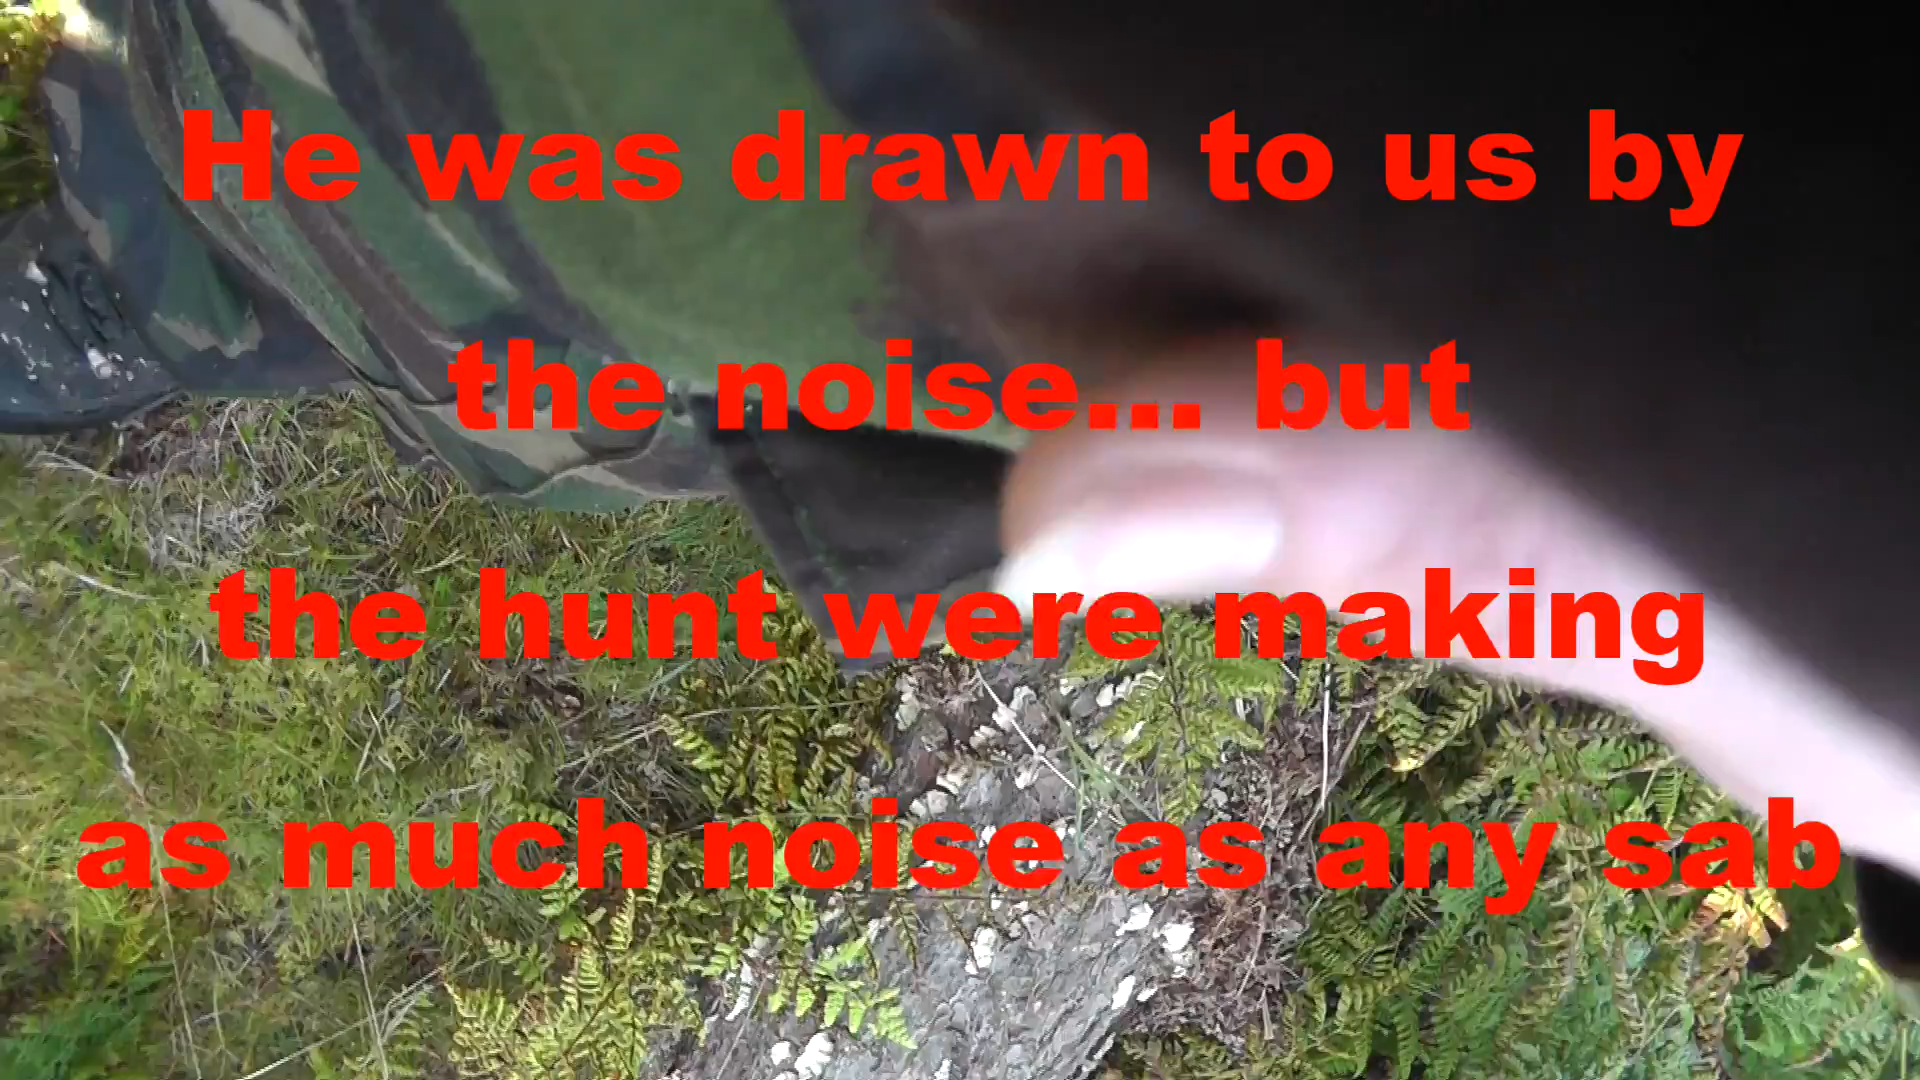 He was drawn to us by
the noise... but
the hunt were making
as much noise as any sab